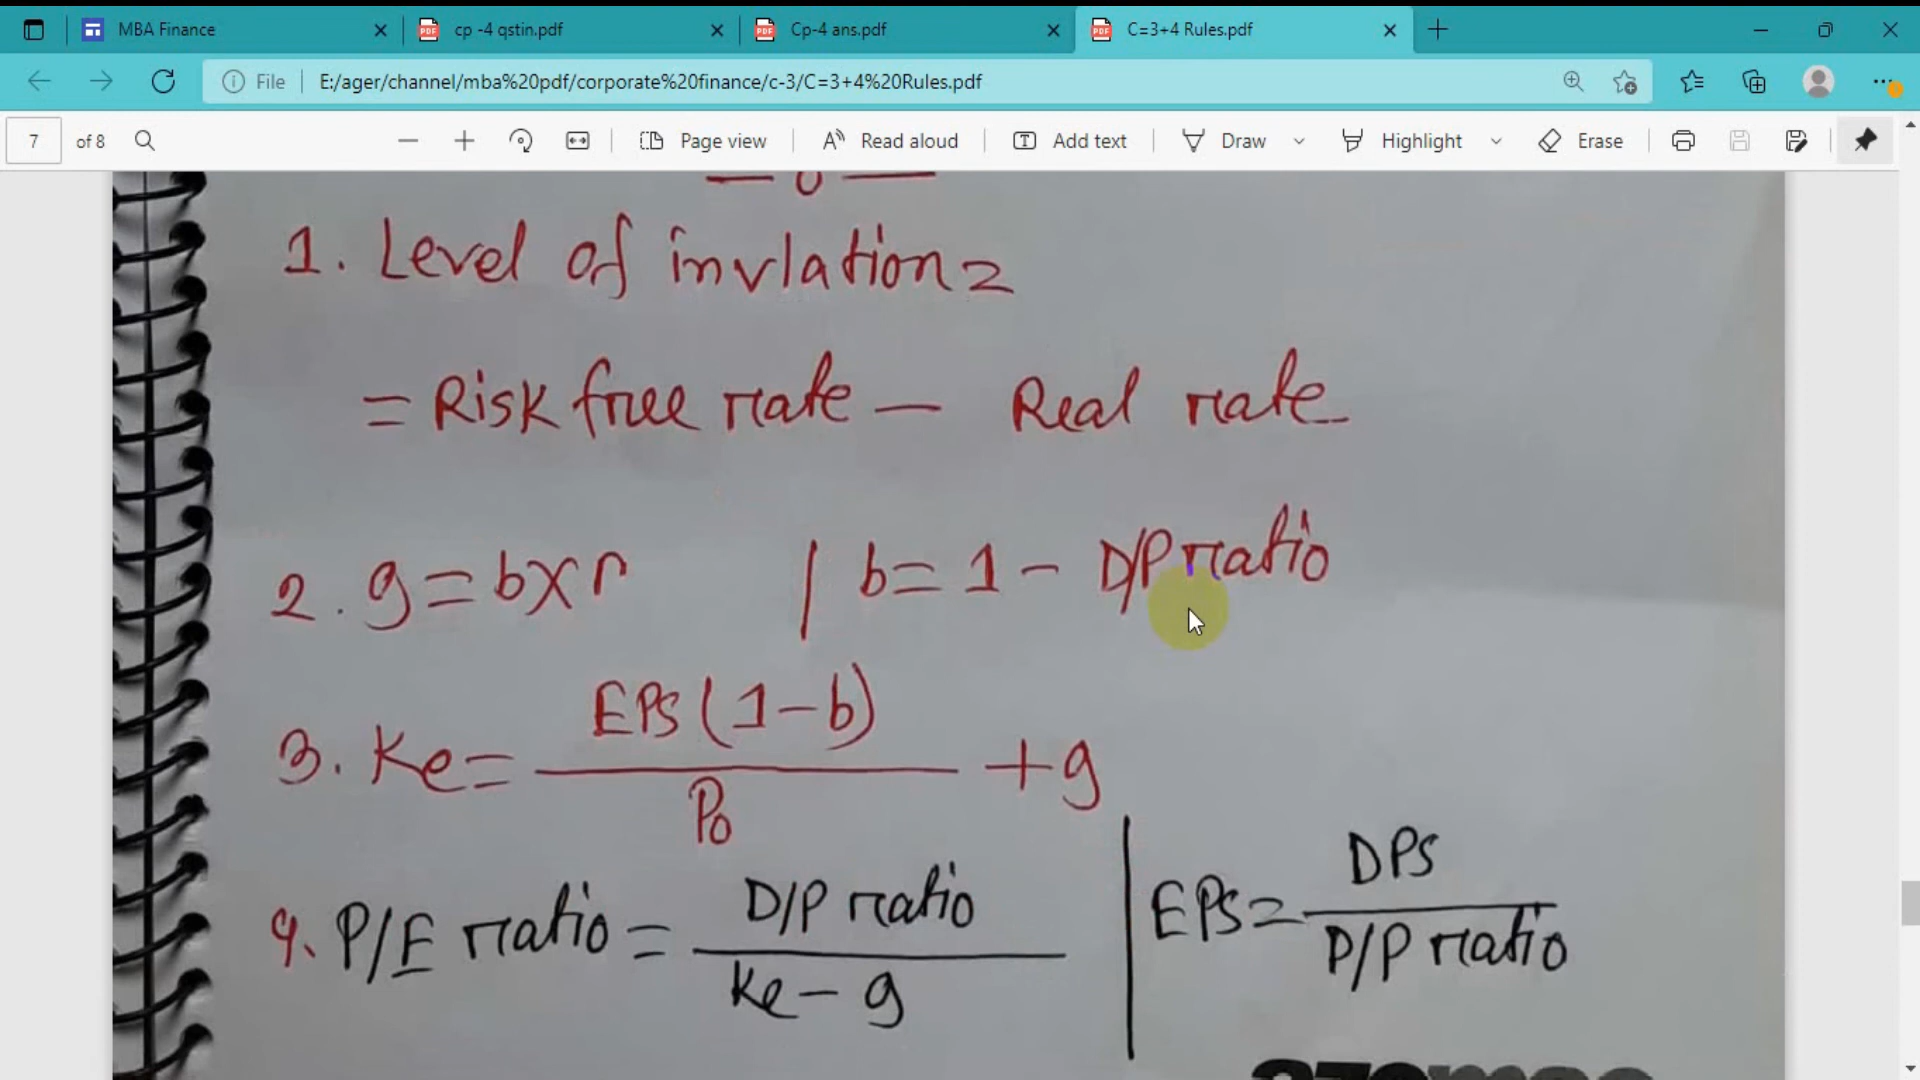 MBA Finance
cp -4 qstin.pdf
Cp-4 ans.pdf
C=3+4 Rules.pdf
File
E:/ager/channel/mba%20pdf/corporate%20finance/c-3/C=3+4%20Rules.pdf
7 of 8
Page view
Read aloud
Add text
Draw
Highlight
Erase
1. Level of invlation =
= Risk free rate – Real rate
2. g = b×r | b = 1 - D/P ratio
3. Ke = EPS (1-b) / P0 + g
4. P/E ratio = D/P ratio / Ke - g | EPS = DPS / D/P ratio